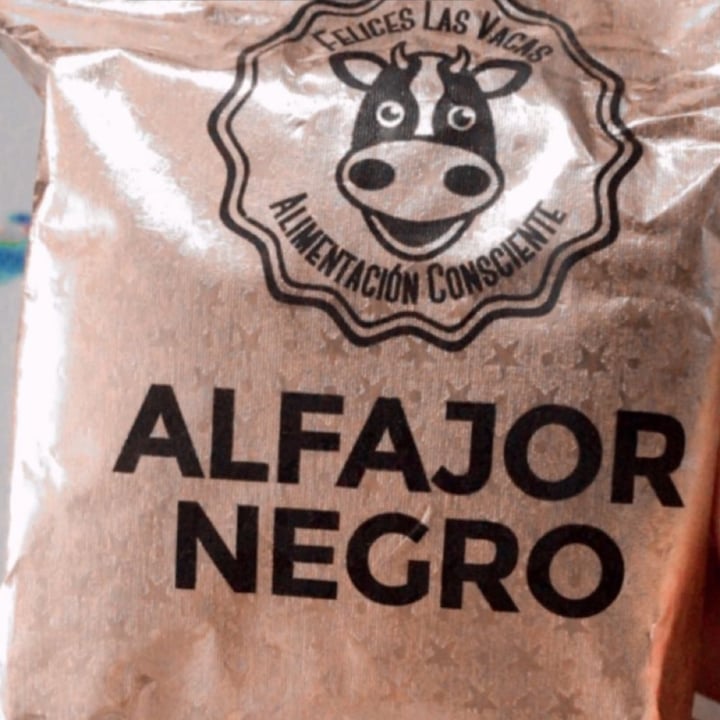 Felices Las Vacas
Alimentación Consciente
ALFAJOR
NEGRO